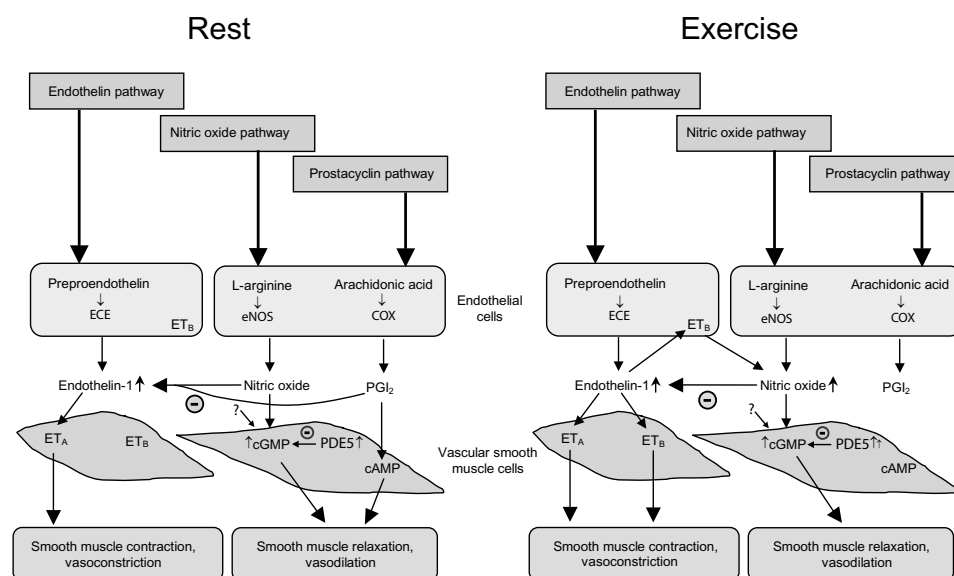 Rest
Endothelin pathway
Nitric oxide pathway
Prostacyclin pathway
Preproendothelin
↓
ECE
ET_B
L-arginine
↓
eNOS
Arachidonic acid
↓
COX
Endothelin-1↑
Nitric oxide
PGI₂
−
?
ET_A
ET_B
↑cGMP
−
PDE5↑
cAMP
Smooth muscle contraction,
vasoconstriction
Smooth muscle relaxation,
vasodilation
Endothelial
cells
Vascular smooth
muscle cells
Exercise
Endothelin pathway
Nitric oxide pathway
Prostacyclin pathway
Preproendothelin
↓
ECE
ET_B
L-arginine
↓
eNOS
Arachidonic acid
↓
COX
Endothelin-1↑
Nitric oxide↑
PGI₂
−
?
ET_A
ET_B
↑cGMP
−
PDE5↑↑
cAMP
Smooth muscle contraction,
vasoconstriction
Smooth muscle relaxation,
vasodilation